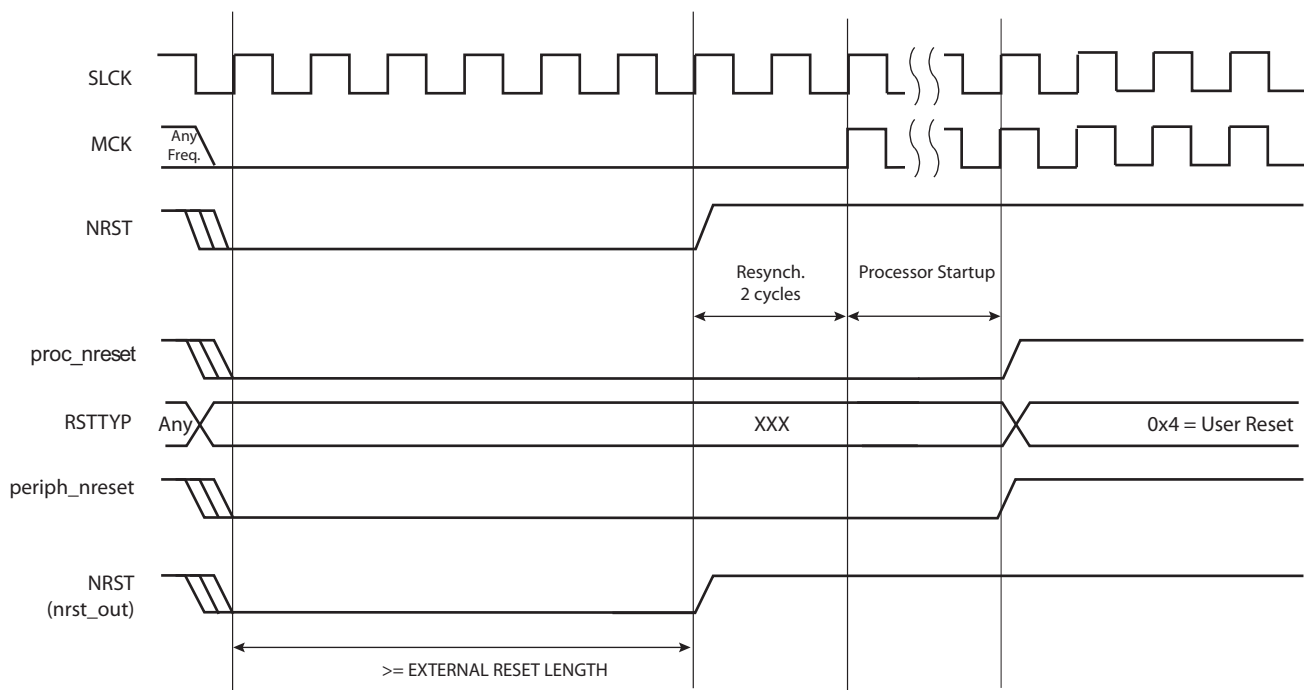 SLCK
MCK
Any
Freq.
NRST
Resynch.
2 cycles
Processor Startup
proc_nreset
RSTTYP
Any
XXX
0x4 = User Reset
periph_nreset
NRST
(nrst_out)
>= EXTERNAL RESET LENGTH